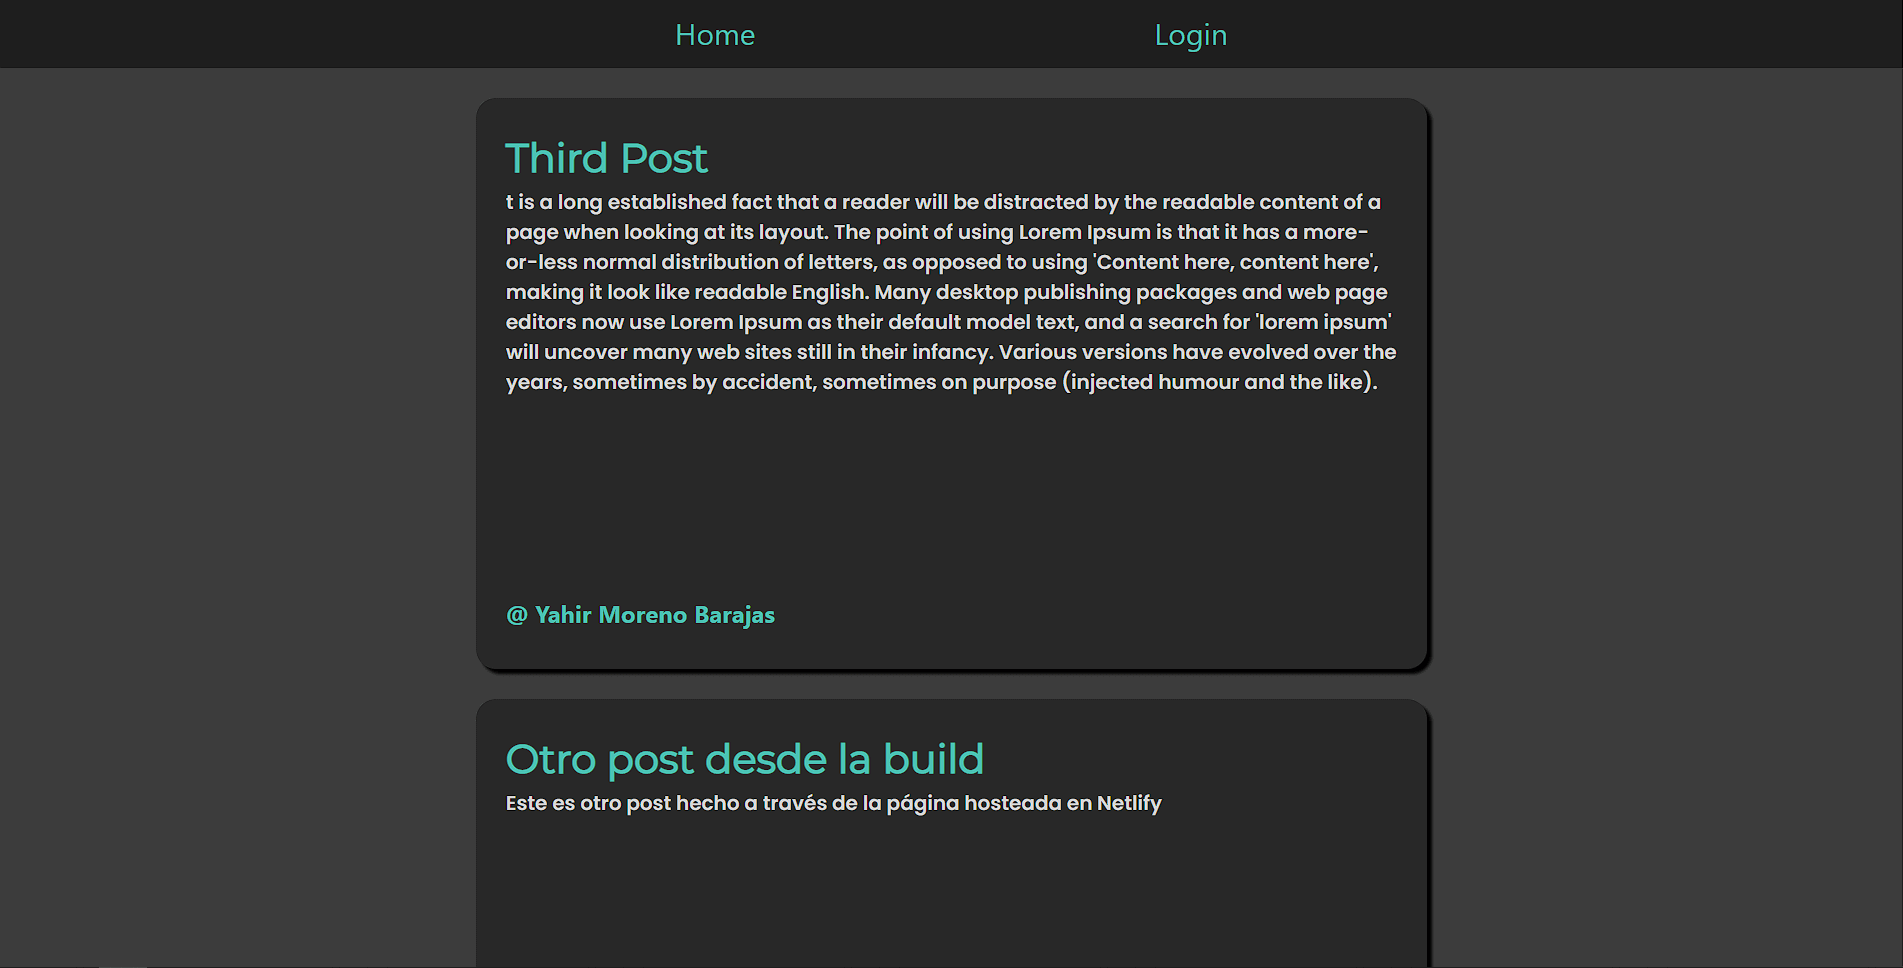 Home Login
Third Post
t is a long established fact that a reader will be distracted by the readable content of a
page when looking at its layout. The point of using Lorem Ipsum is that it has a more-
or-less normal distribution of letters, as opposed to using 'Content here, content here',
making it look like readable English. Many desktop publishing packages and web page
editors now use Lorem Ipsum as their default model text, and a search for 'lorem ipsum'
will uncover many web sites still in their infancy. Various versions have evolved over the
years, sometimes by accident, sometimes on purpose (injected humour and the like).
@ Yahir Moreno Barajas
Otro post desde la build
Este es otro post hecho a través de la página hosteada en Netlify